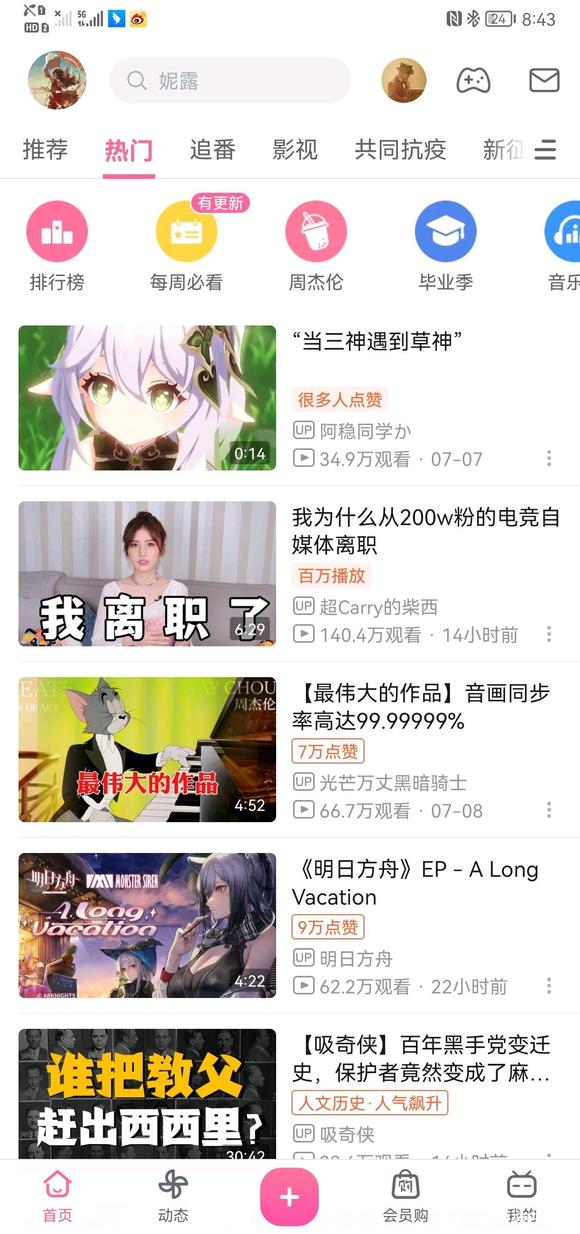 HD 2
5G
24
8:43
妮露
推荐
热门
追番
影视
共同抗疫
新征
有更新
排行榜
每周必看
周杰伦
毕业季
音乐
0:14
“当三神遇到草神”
很多人点赞
UP 阿稳同学か
34.9万观看 · 07-07
我离职了
6:29
我为什么从200w粉的电竞自
媒体离职
百万播放
UP 超Carry的柴西
140.4万观看 · 14小时前
周杰伦
最伟大的作品
4:52
【最伟大的作品】音画同步
率高达99.99999%
7万点赞
UP 光芒万丈黑暗骑士
66.7万观看 · 07-08
明日方舟 MONSTER SIREN
A Long
Vacation
©ARKNIGHTS
4:22
《明日方舟》EP - A Long
Vacation
9万点赞
UP 明日方舟
62.2万观看 · 22小时前
谁把教父
赶出西西里?
30:42
【吸奇侠】百年黑手党变迁
史，保护者竟然变成了麻...
人文历史·人气飙升
UP 吸奇侠
首页
动态
会员购
我的